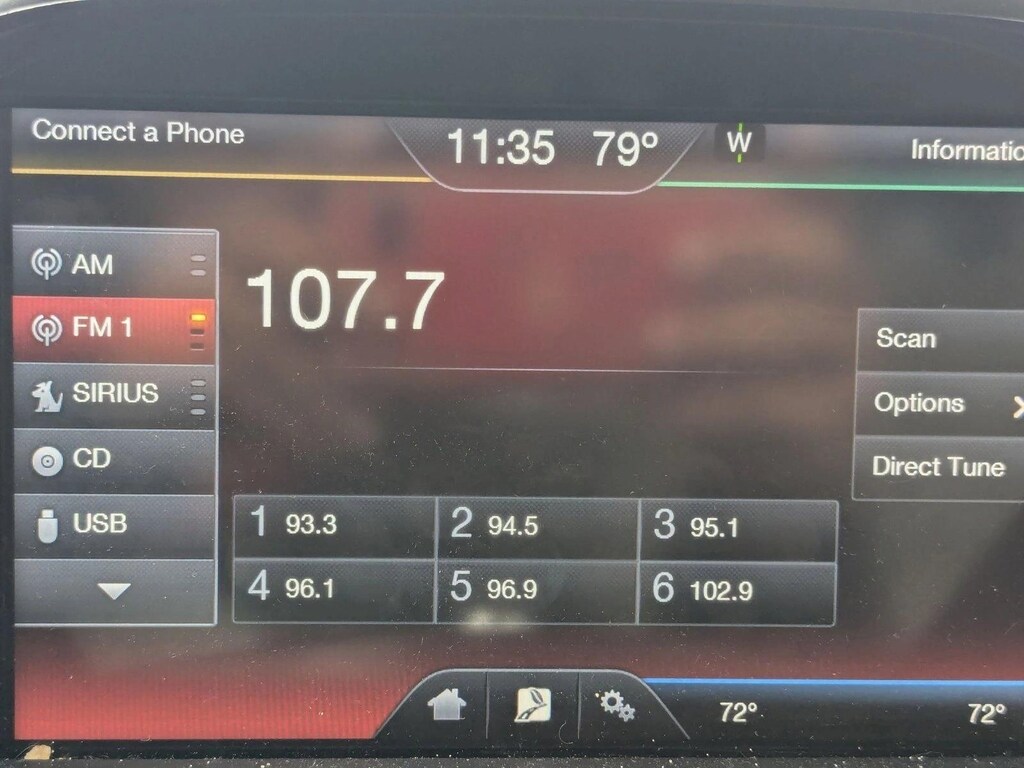 Connect a Phone
11:35 79°
W
Informatio
AM
FM 1
SIRIUS
CD
USB
107.7
Scan
Options
Direct Tune
1 93.3
2 94.5
3 95.1
4 96.1
5 96.9
6 102.9
72°
72°